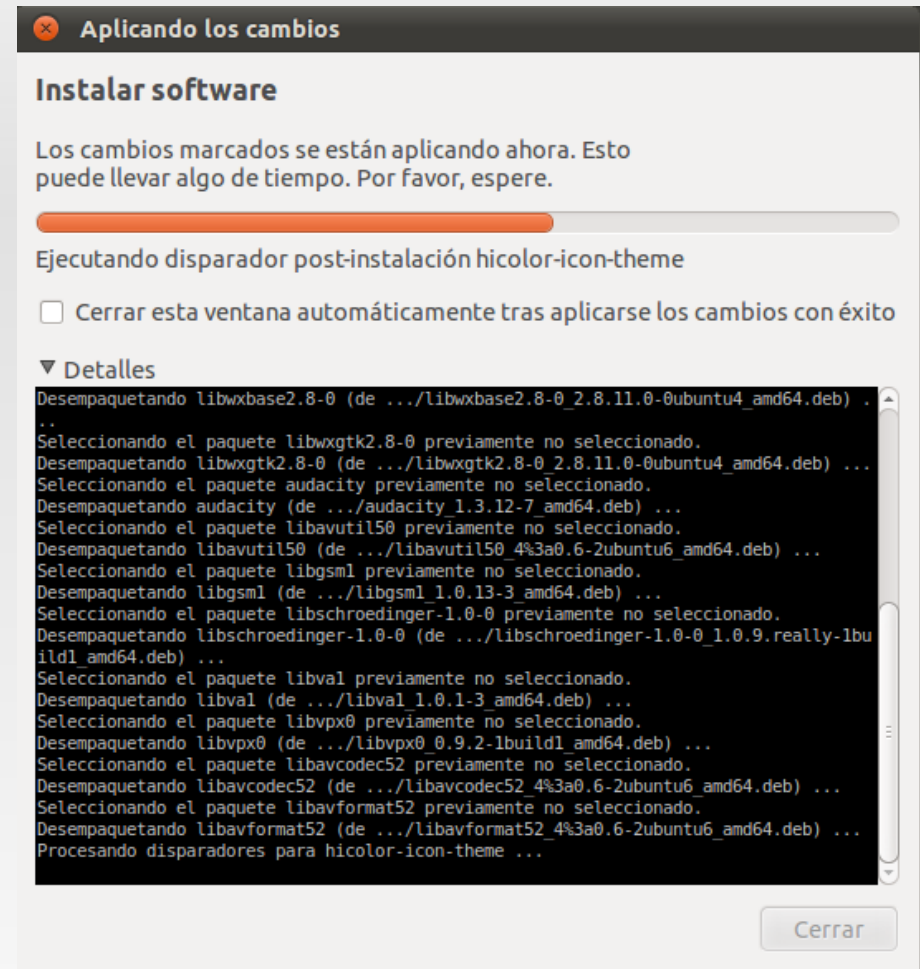 Aplicando los cambios
Instalar software
Los cambios marcados se están aplicando ahora. Esto
puede llevar algo de tiempo. Por favor, espere.
Ejecutando disparador post-instalación hicolor-icon-theme
Cerrar esta ventana automáticamente tras aplicarse los cambios con éxito
Detalles
Desempaquetando libwxbase2.8-0 (de .../libwxbase2.8-0_2.8.11.0-0ubuntu4_amd64.deb) .
..
Seleccionando el paquete libwxgtk2.8-0 previamente no seleccionado.
Desempaquetando libwxgtk2.8-0 (de .../libwxgtk2.8-0_2.8.11.0-0ubuntu4_amd64.deb) ...
Seleccionando el paquete audacity previamente no seleccionado.
Desempaquetando audacity (de .../audacity_1.3.12-7_amd64.deb) ...
Seleccionando el paquete libavutil50 previamente no seleccionado.
Desempaquetando libavutil50 (de .../libavutil50_4%3a0.6-2ubuntu6_amd64.deb) ...
Seleccionando el paquete libgsm1 previamente no seleccionado.
Desempaquetando libgsm1 (de .../libgsm1_1.0.13-3_amd64.deb) ...
Seleccionando el paquete libschroedinger-1.0-0 previamente no seleccionado.
Desempaquetando libschroedinger-1.0-0 (de .../libschroedinger-1.0-0_1.0.9.really-1bu
ild1_amd64.deb) ...
Seleccionando el paquete libva1 previamente no seleccionado.
Desempaquetando libva1 (de .../libva1_1.0.1-3_amd64.deb) ...
Seleccionando el paquete libvpx0 previamente no seleccionado.
Desempaquetando libvpx0 (de .../libvpx0_0.9.2-1build1_amd64.deb) ...
Seleccionando el paquete libavcodec52 previamente no seleccionado.
Desempaquetando libavcodec52 (de .../libavcodec52_4%3a0.6-2ubuntu6_amd64.deb) ...
Seleccionando el paquete libavformat52 previamente no seleccionado.
Desempaquetando libavformat52 (de .../libavformat52_4%3a0.6-2ubuntu6_amd64.deb) ...
Procesando disparadores para hicolor-icon-theme ...
Cerrar